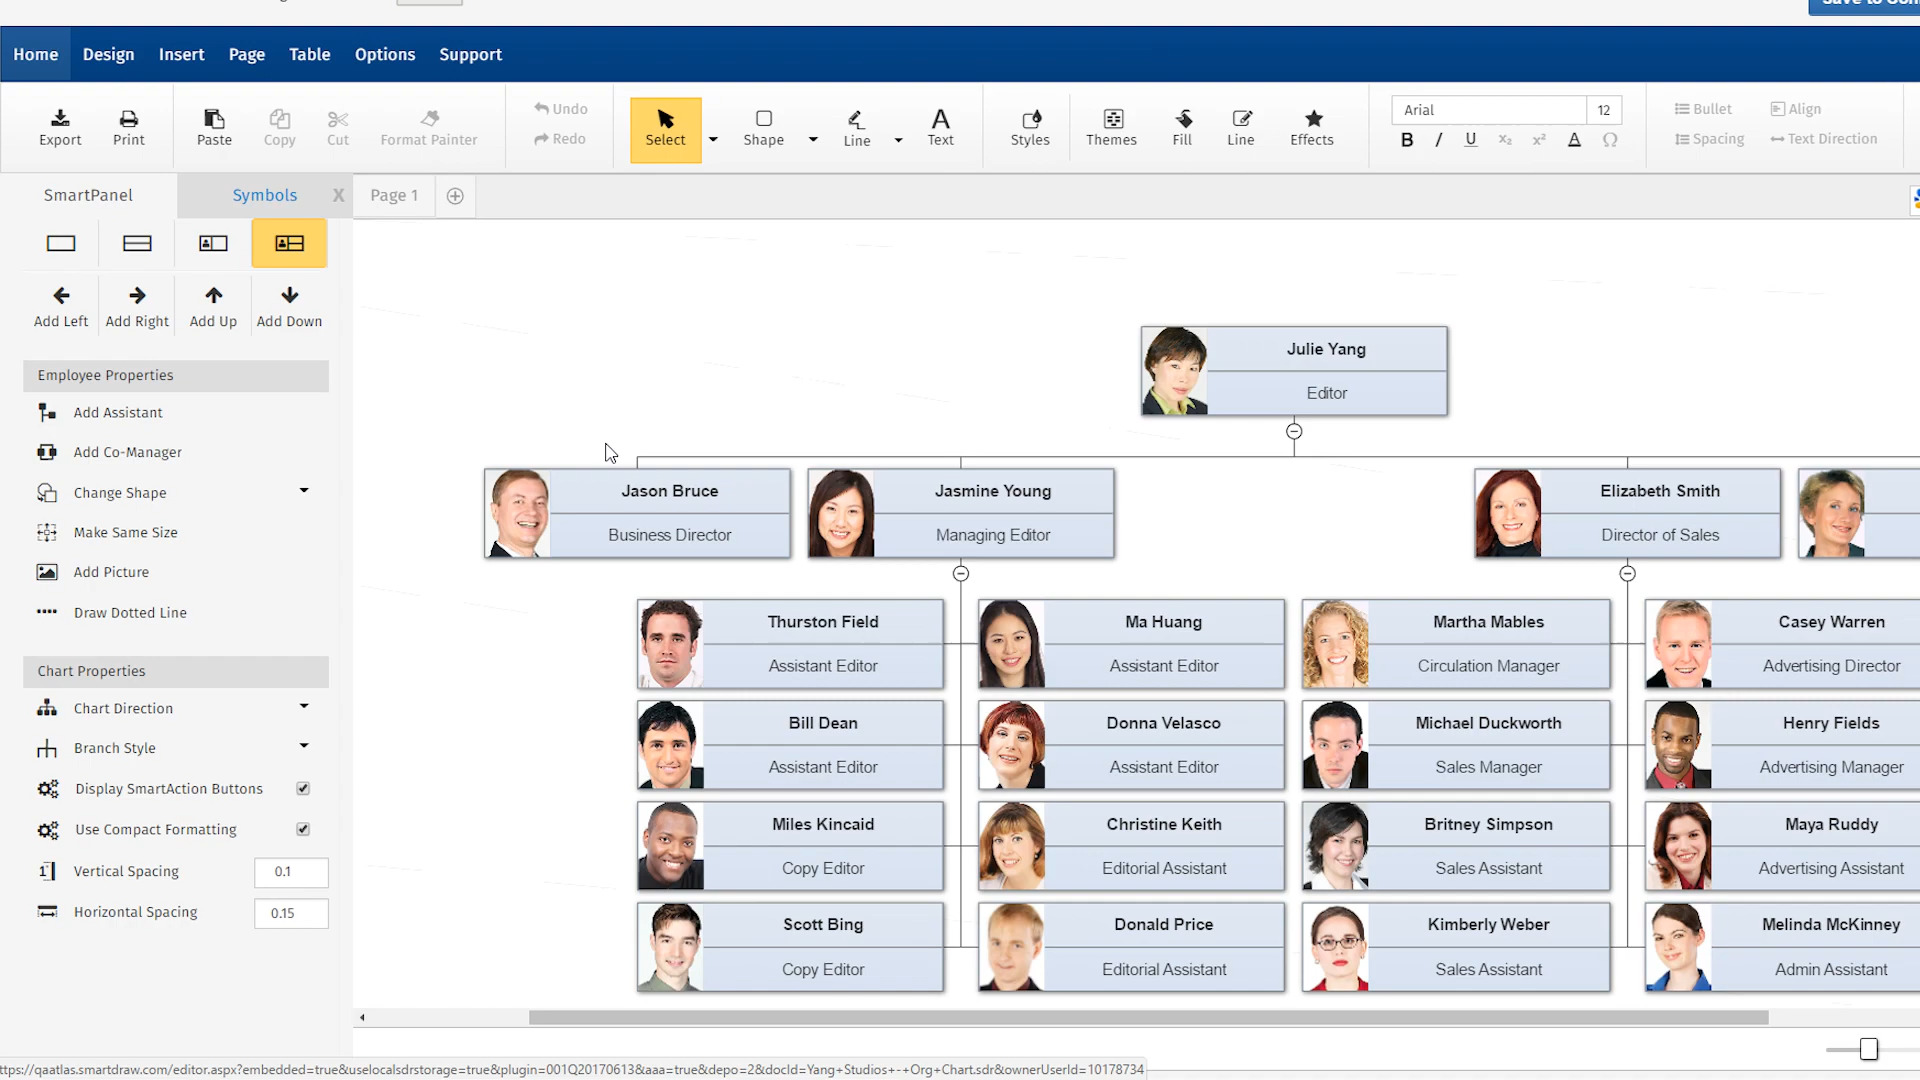 Home Design Insert Page Table Options Support
Export Print Paste Copy Cut Format Painter Undo Redo Select Shape Line Text Styles Themes Fill Line Effects Arial 12 Bullet Align
B I U x₂ x² A Ω Spacing Text Direction
SmartPanel Symbols X Page 1
Add Left Add Right Add Up Add Down
Employee Properties
Add Assistant
Add Co-Manager
Change Shape
Make Same Size
Add Picture
Draw Dotted Line
Chart Properties
Chart Direction
Branch Style
Display SmartAction Buttons
Use Compact Formatting
Vertical Spacing 0.1
Horizontal Spacing 0.15
Julie Yang
Editor
Jason Bruce
Business Director
Jasmine Young
Managing Editor
Elizabeth Smith
Director of Sales
Thurston Field
Assistant Editor
Ma Huang
Assistant Editor
Martha Mables
Circulation Manager
Casey Warren
Advertising Director
Bill Dean
Assistant Editor
Donna Velasco
Assistant Editor
Michael Duckworth
Sales Manager
Henry Fields
Advertising Manager
Miles Kincaid
Copy Editor
Christine Keith
Editorial Assistant
Britney Simpson
Sales Assistant
Maya Ruddy
Advertising Assistant
Scott Bing
Copy Editor
Donald Price
Editorial Assistant
Kimberly Weber
Sales Assistant
Melinda McKinney
Admin Assistant
ttps://qaatlas.smartdraw.com/editor.aspx?embedded=true&uselocalsdrstorage=true&plugin=001Q20170613&aaa=true&depo=2&docId=Yang+Studios+-+Org+Chart.sdr&ownerUserId=10178734